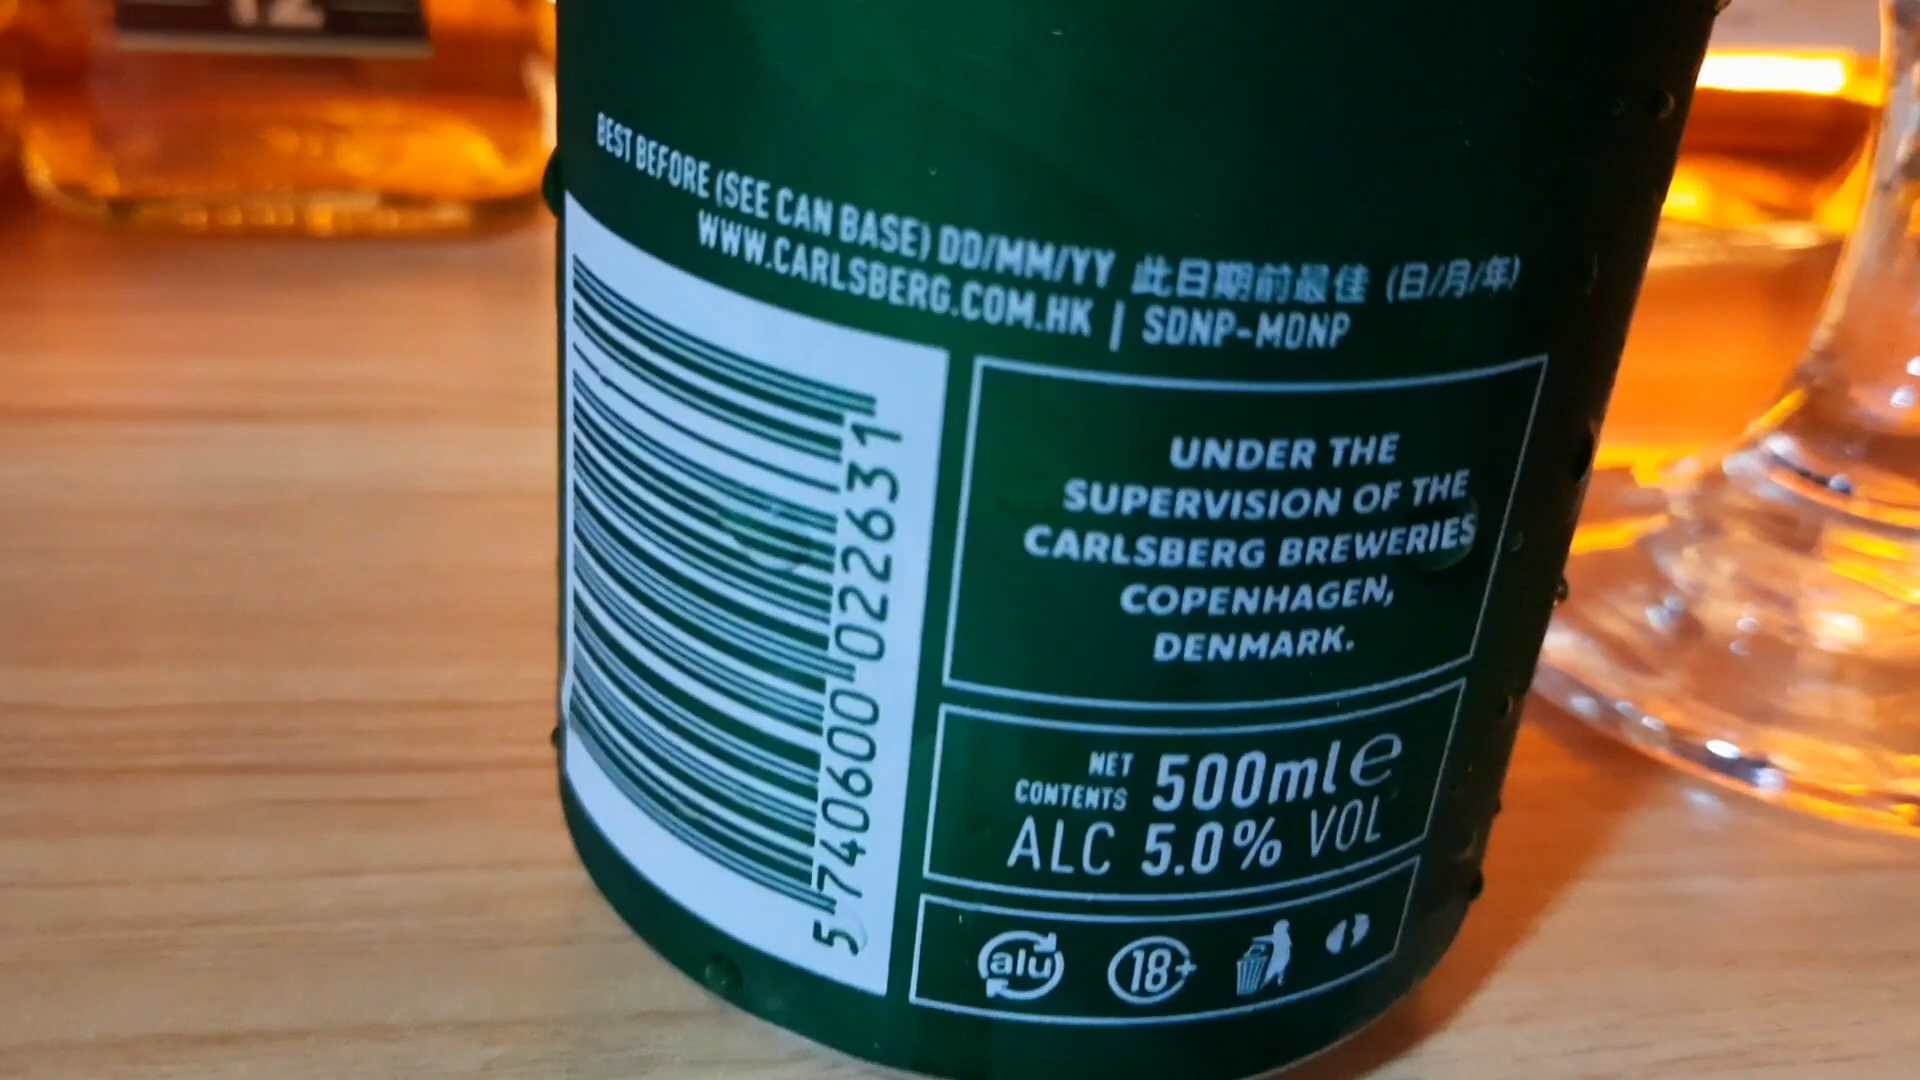 12
BEST BEFORE (SEE CAN BASE) DD/MM/YY 此日期前最佳 (日/月/年)
WWW.CARLSBERG.COM.HK | SDNP-MDNP
5 740600 022631
UNDER THE
SUPERVISION OF THE
CARLSBERG BREWERIES
COPENHAGEN,
DENMARK.
NET CONTENTS 500ml e
ALC 5.0% VOL
alu 18+